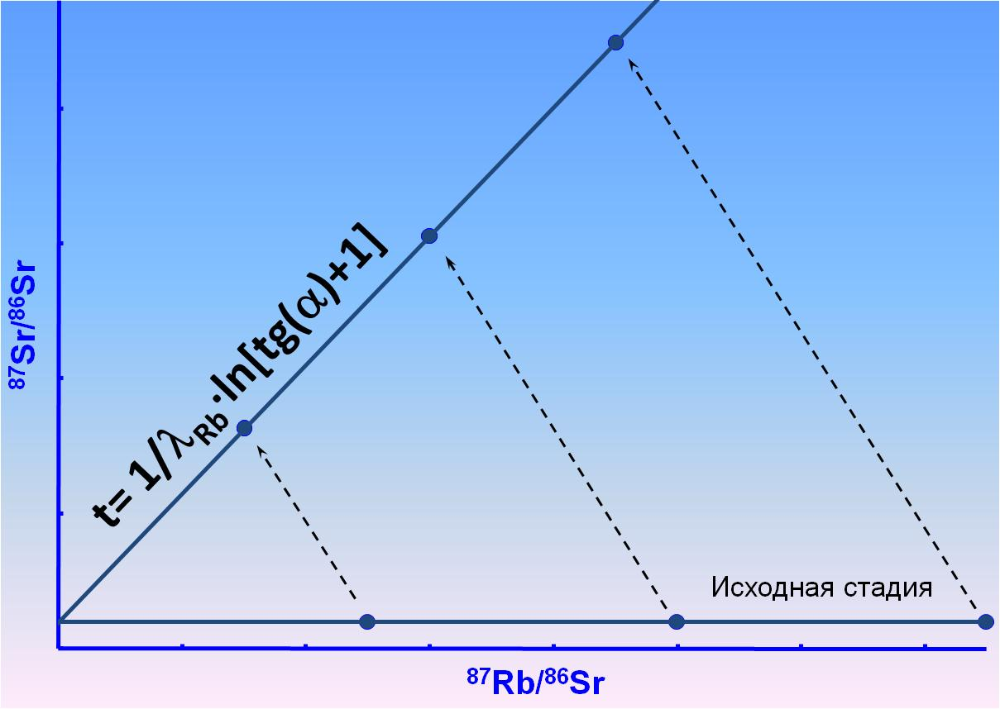 ⁸⁷Sr/⁸⁶Sr
t= 1/λRb·ln[tg(α)+1]
Исходная стадия
⁸⁷Rb/⁸⁶Sr